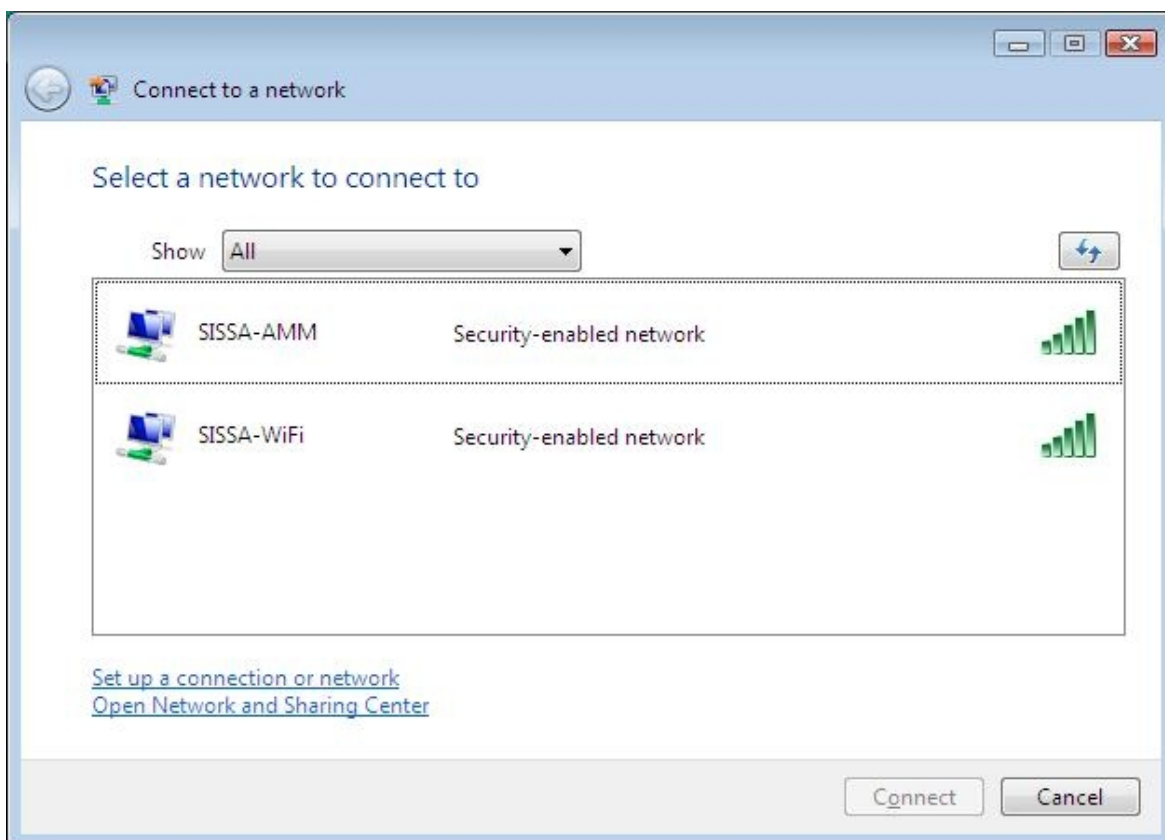 Connect to a network
Select a network to connect to
Show All
SISSA-AMM Security-enabled network
SISSA-WiFi Security-enabled network
Set up a connection or network
Open Network and Sharing Center
Connect Cancel